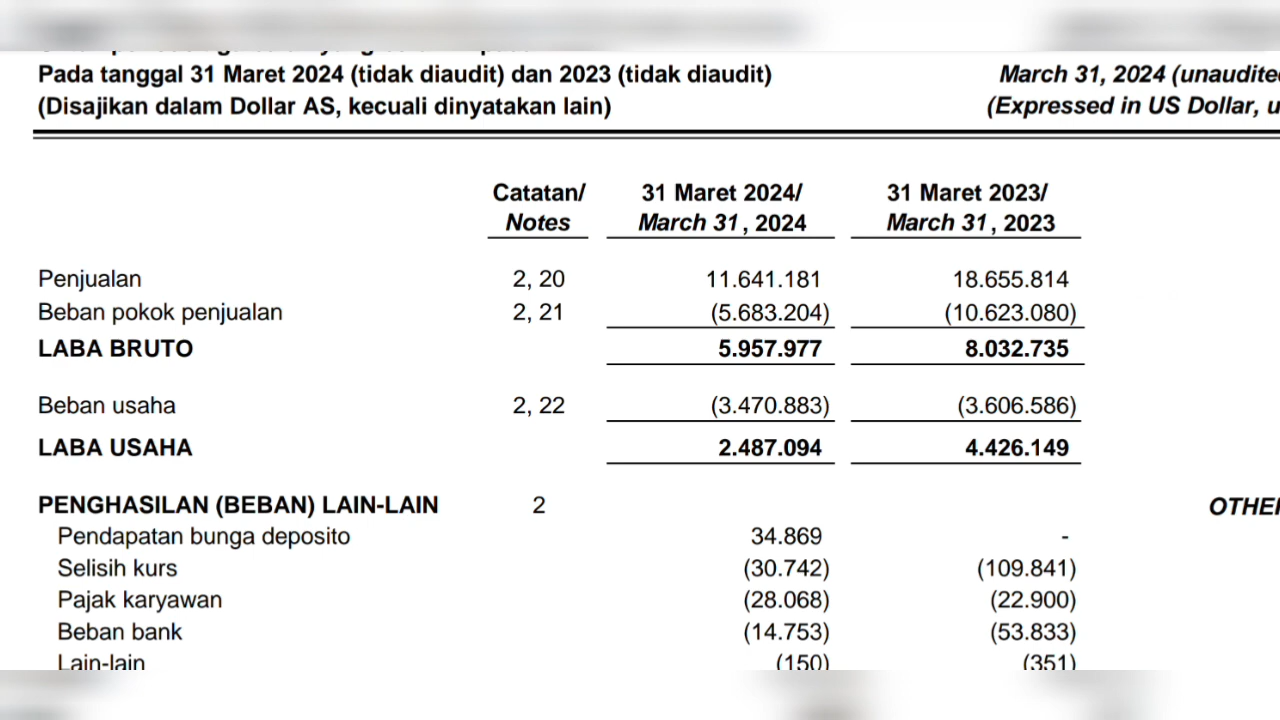 Pada tanggal 31 Maret 2024 (tidak diaudit) dan 2023 (tidak diaudit) March 31, 2024 (unaudited
(Disajikan dalam Dollar AS, kecuali dinyatakan lain) (Expressed in US Dollar, u
Catatan/ 31 Maret 2024/ 31 Maret 2023/
Notes March 31, 2024 March 31, 2023
Penjualan 2, 20 11.641.181 18.655.814
Beban pokok penjualan 2, 21 (5.683.204) (10.623.080)
LABA BRUTO 5.957.977 8.032.735
Beban usaha 2, 22 (3.470.883) (3.606.586)
LABA USAHA 2.487.094 4.426.149
PENGHASILAN (BEBAN) LAIN-LAIN 2 OTHER
Pendapatan bunga deposito 34.869 -
Selisih kurs (30.742) (109.841)
Pajak karyawan (28.068) (22.900)
Beban bank (14.753) (53.833)
Lain-lain (150) (351)